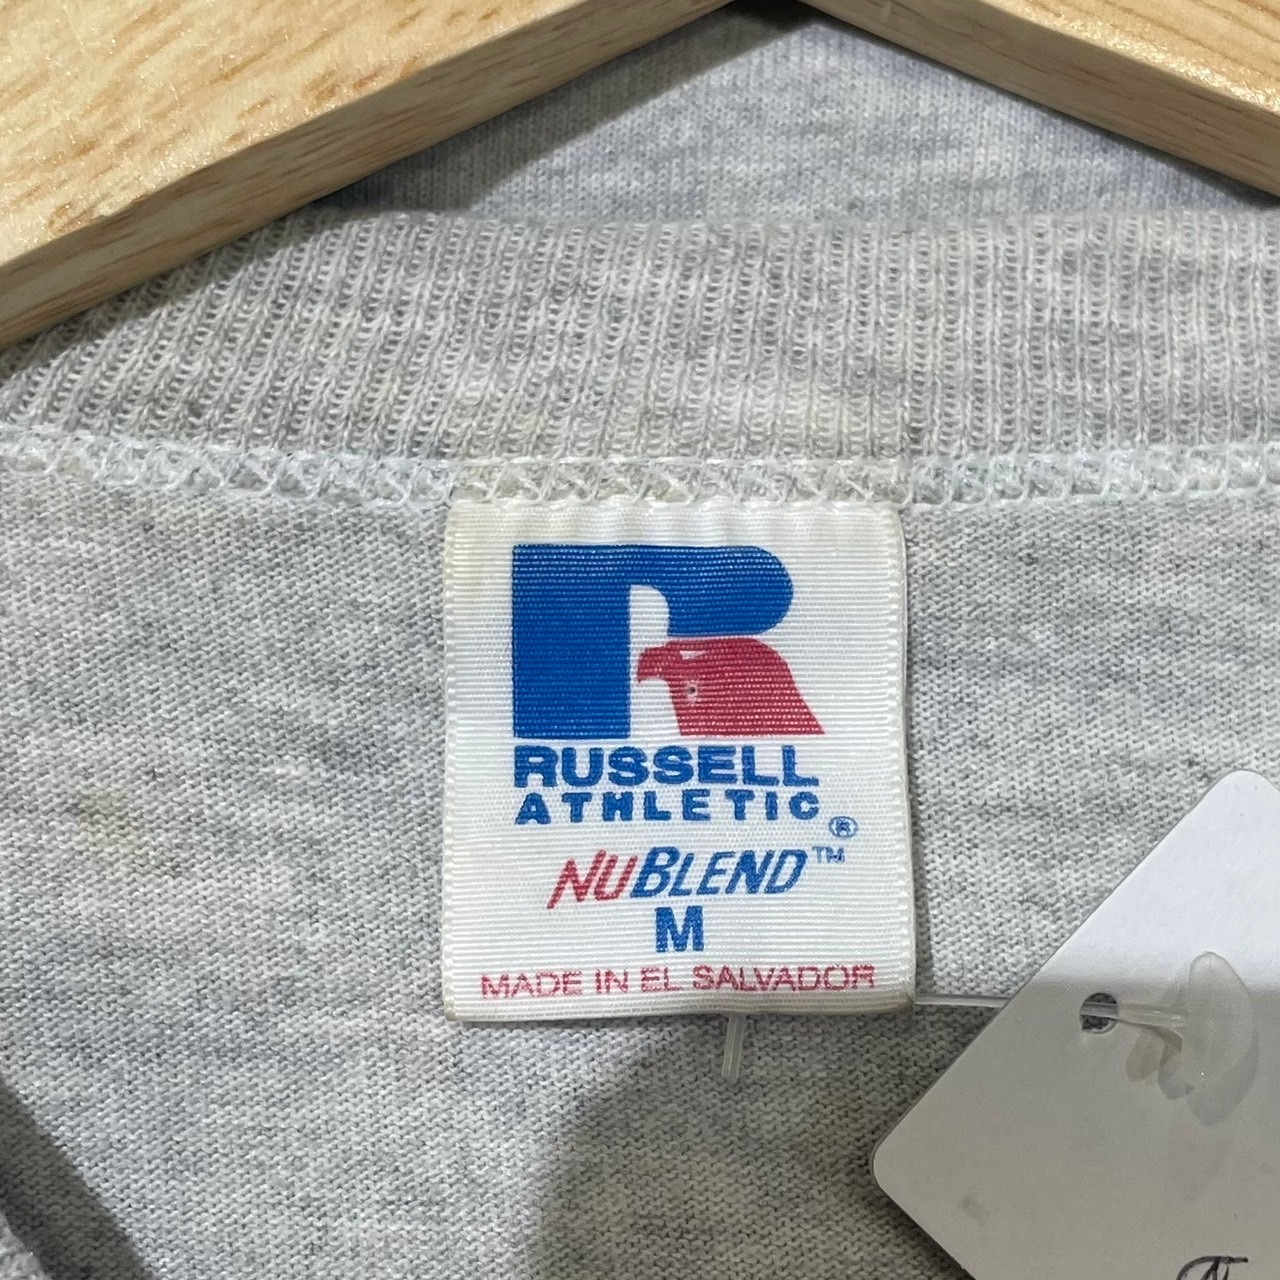 RUSSELL
ATHLETIC®
NUBLEND™
M
MADE IN EL SALVADOR